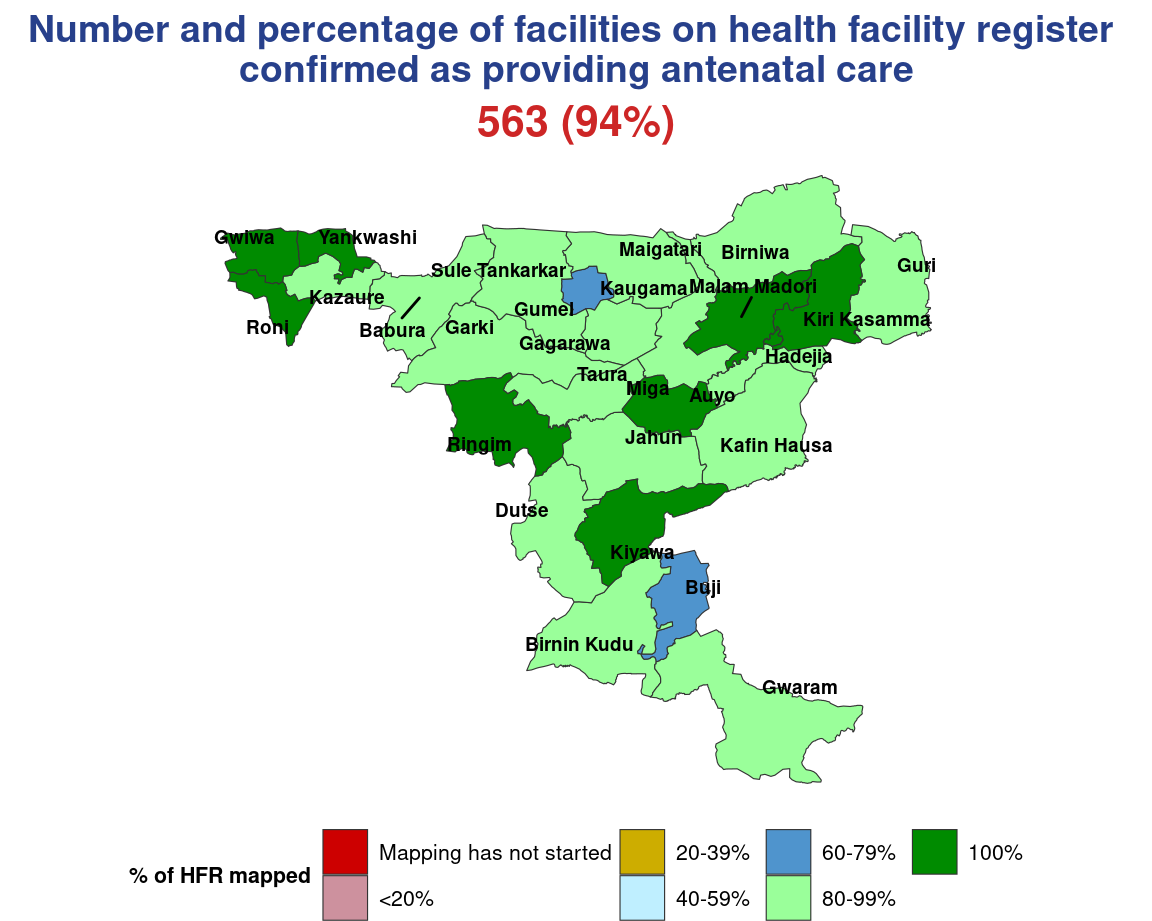 Number and percentage of facilities on health facility register
confirmed as providing antenatal care
563 (94%)
Gwiwa
Yankwashi
Maigatari
Birniwa
Guri
Sule Tankarkar
Kaugama
Malam Madori
Kazaure
Gumel
Kiri Kasamma
Roni
Babura
Garki
Gagarawa
Hadejia
Taura
Miga
Auyo
Ringim
Jahun
Kafin Hausa
Dutse
Kiyawa
Buji
Birnin Kudu
Gwaram
% of HFR mapped
Mapping has not started
<20%
20-39%
40-59%
60-79%
80-99%
100%